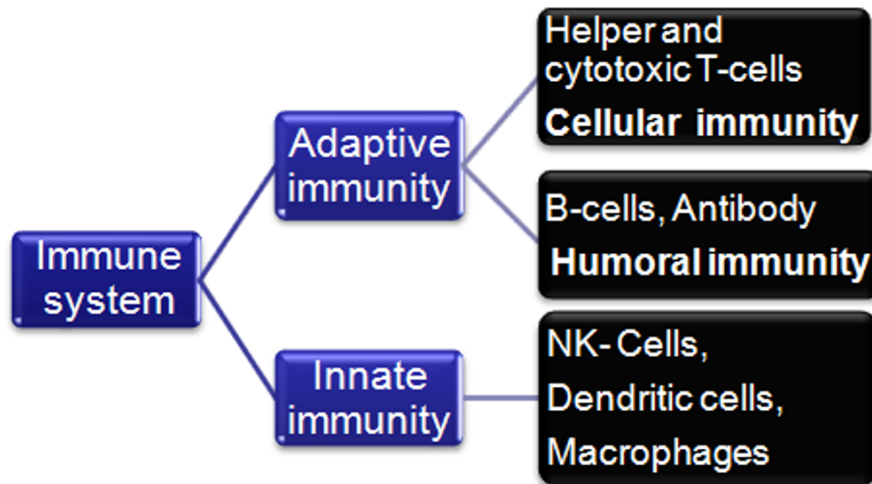 Immune
system
Adaptive
immunity
Helper and
cytotoxic T-cells
Cellular immunity
B-cells, Antibody
Humoral immunity
Innate
immunity
NK- Cells,
Dendritic cells,
Macrophages